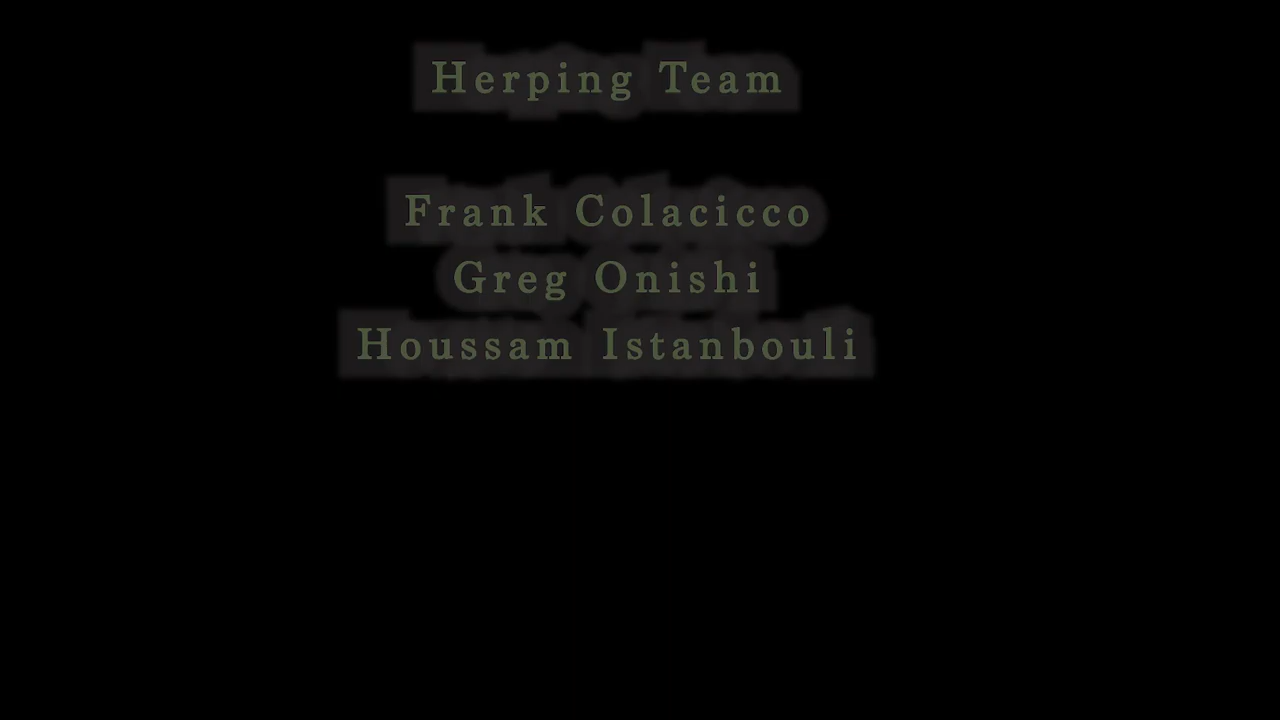 Herping Team
Frank Colacicco
Greg Onishi
Houssam Istanbouli